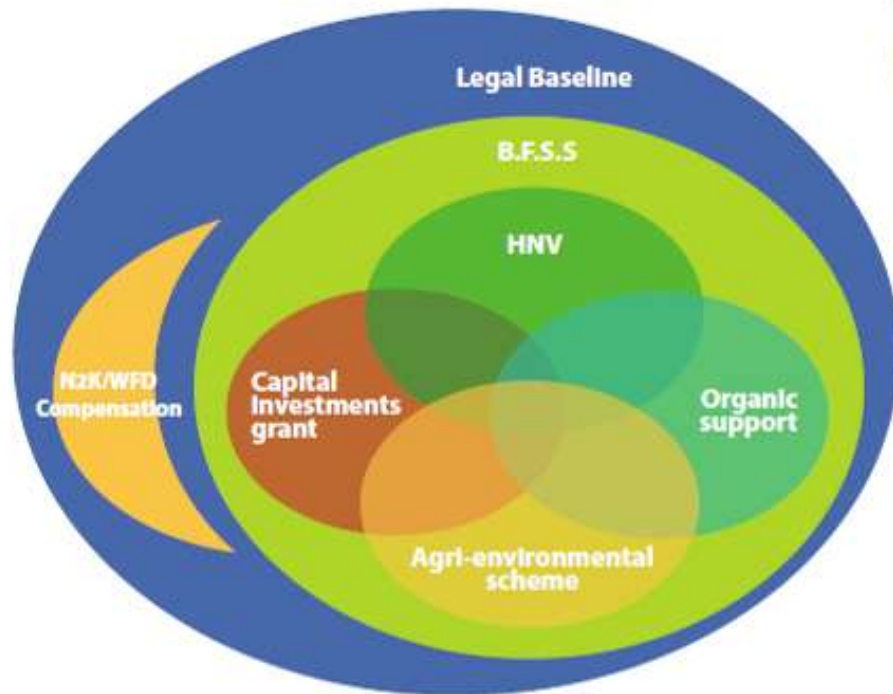 Legal Baseline
B.F.S.S
HNV
N2K/WFD
Compensation
Capital
Investments
grant
Organic
support
Agri-environmental
scheme